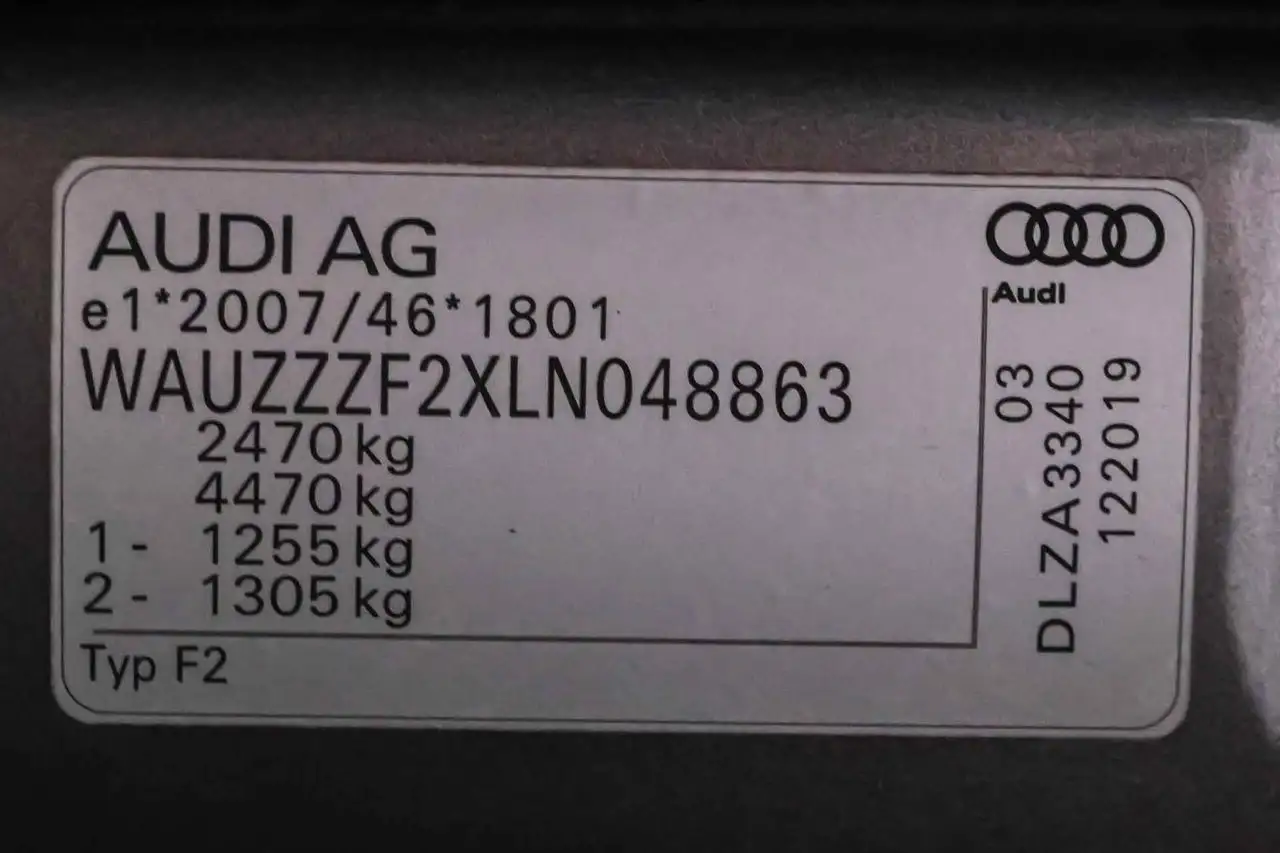 AUDI AG
e1*2007/46*1801
WAUZZZF2XLN048863
2470 kg
4470 kg
1 - 1255 kg
2 - 1305 kg
Typ F2
Audi
03
DLZA3340
122019